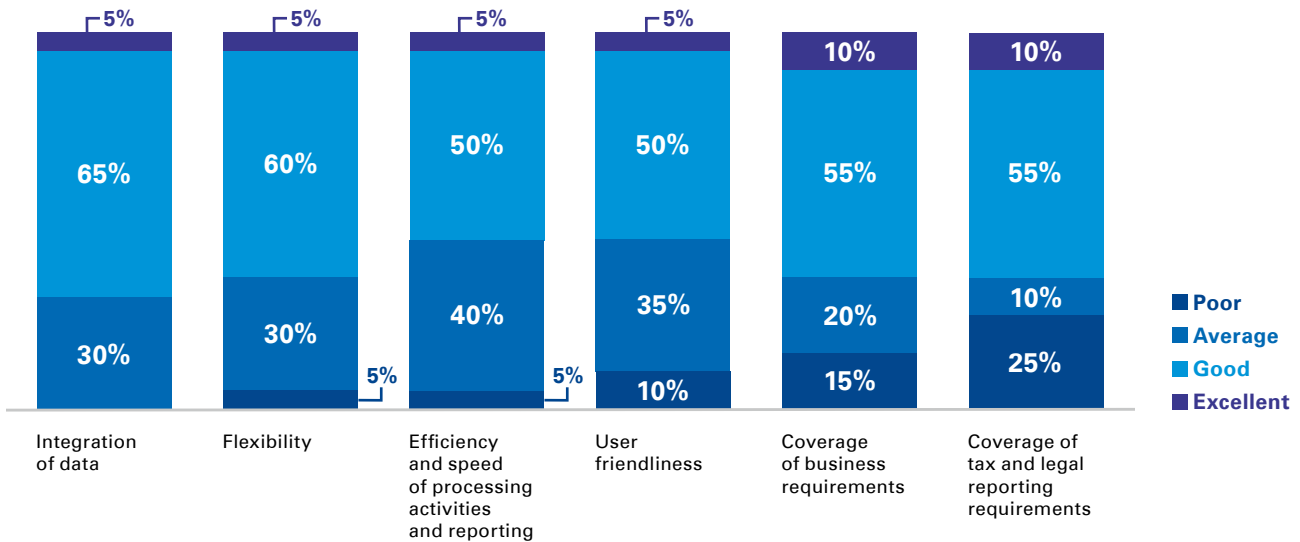 5%
5%
5%
5%
10%
10%
65%
60%
50%
50%
55%
55%
30%
30%
40%
35%
20%
10%
5%
5%
10%
15%
25%
Poor
Average
Good
Excellent
Integration
of data
Flexibility
Efficiency
and speed
of processing
activities
and reporting
User
friendliness
Coverage
of business
requirements
Coverage of
tax and legal
reporting
requirements